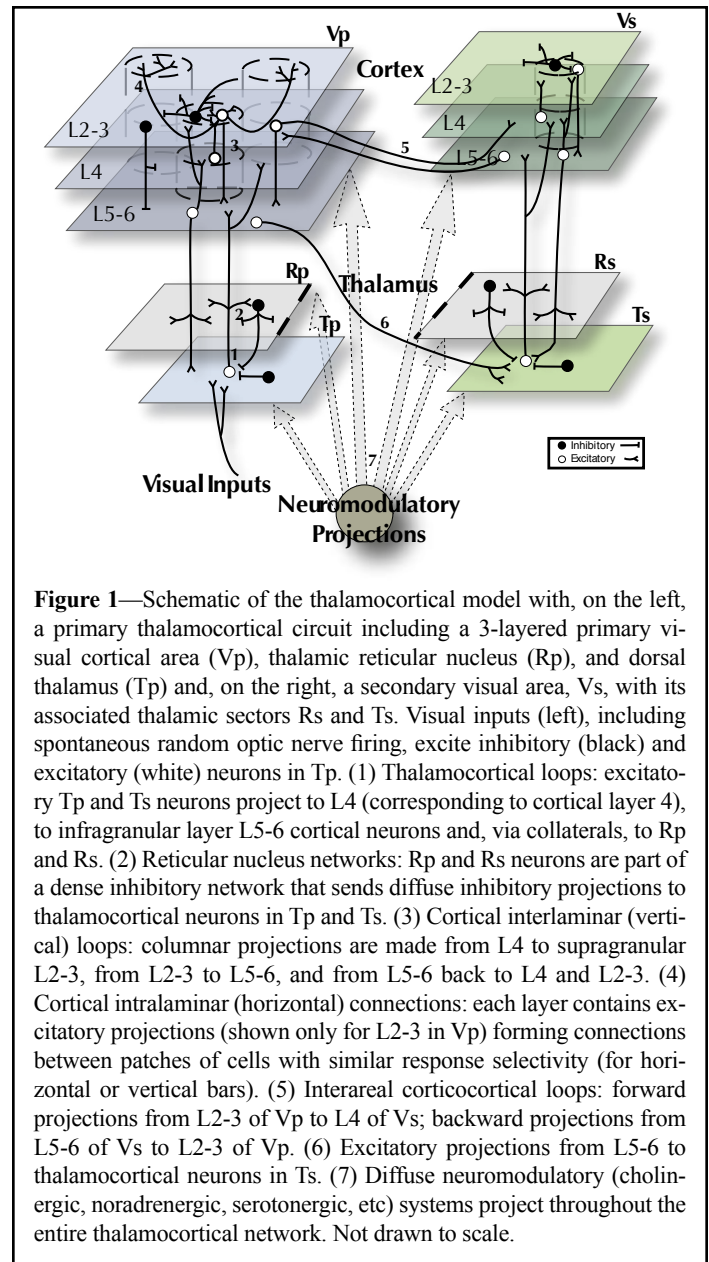 Vp
Vs
Cortex
4
L2-3
L2-3
3
L4
L4
5
L5-6
L5-6
Rp
Thalamus
Rs
2
6
Tp
Ts
1
7
Inhibitory
Excitatory
Visual Inputs
Neuromodulatory
Projections
Figure 1—Schematic of the thalamocortical model with, on the left,
a primary thalamocortical circuit including a 3-layered primary vi-
sual cortical area (Vp), thalamic reticular nucleus (Rp), and dorsal
thalamus (Tp) and, on the right, a secondary visual area, Vs, with its
associated thalamic sectors Rs and Ts. Visual inputs (left), including
spontaneous random optic nerve firing, excite inhibitory (black) and
excitatory (white) neurons in Tp. (1) Thalamocortical loops: excitato-
ry Tp and Ts neurons project to L4 (corresponding to cortical layer 4),
to infragranular layer L5-6 cortical neurons and, via collaterals, to Rp
and Rs. (2) Reticular nucleus networks: Rp and Rs neurons are part of
a dense inhibitory network that sends diffuse inhibitory projections to
thalamocortical neurons in Tp and Ts. (3) Cortical interlaminar (verti-
cal) loops: columnar projections are made from L4 to supragranular
L2-3, from L2-3 to L5-6, and from L5-6 back to L4 and L2-3. (4)
Cortical intralaminar (horizontal) connections: each layer contains ex-
citatory projections (shown only for L2-3 in Vp) forming connections
between patches of cells with similar response selectivity (for hori-
zontal or vertical bars). (5) Interareal corticocortical loops: forward
projections from L2-3 of Vp to L4 of Vs; backward projections from
L5-6 of Vs to L2-3 of Vp. (6) Excitatory projections from L5-6 to
thalamocortical neurons in Ts. (7) Diffuse neuromodulatory (cholin-
ergic, noradrenergic, serotonergic, etc) systems project throughout the
entire thalamocortical network. Not drawn to scale.